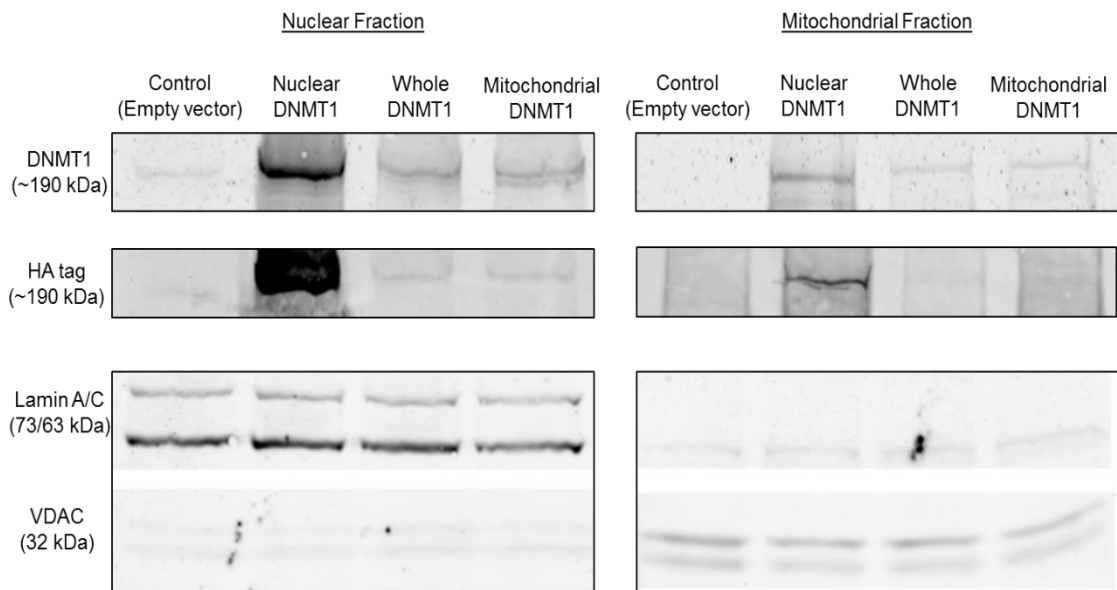 Nuclear Fraction
Mitochondrial Fraction
Control
(Empty vector)
Nuclear
DNMT1
Whole
DNMT1
Mitochondrial
DNMT1
Control
(Empty vector)
Nuclear
DNMT1
Whole
DNMT1
Mitochondrial
DNMT1
DNMT1
(~190 kDa)
HA tag
(~190 kDa)
Lamin A/C
(73/63 kDa)
VDAC
(32 kDa)